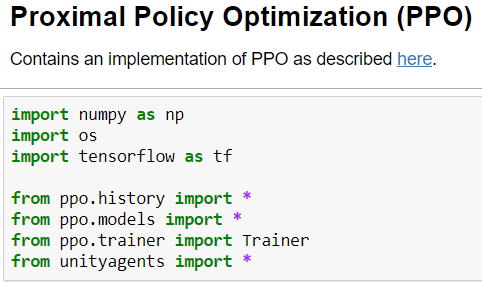 Proximal Policy Optimization (PPO)
Contains an implementation of PPO as described here.
import numpy as np
import os
import tensorflow as tf
from ppo.history import *
from ppo.models import *
from ppo.trainer import Trainer
from unityagents import *